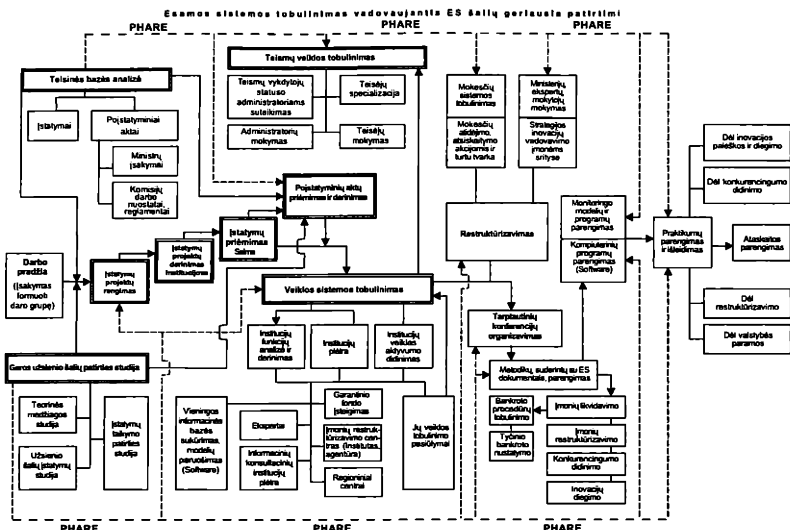 Esamos sistemos tobulinimas vadovaujantis ES šalių geriausia patirtimi
PHARE
PHARE
PHARE
Teisinės bazės analizė
Įstatymai
Poįstatyminiai
aktai
Ministrų
įsakymai
Komisijų
darbo
nuostatai,
reglamentai
Teismų veiklos tobulinimas
Teismų vykdytojų
statuso
administratoriams
suteikimas
Teisėjų
specializacija
Administratorių
mokymas
Teisėjų
mokymas
Mokesčių
sistemos
tobulinimas
Mokesčių
atidėjimo,
atsiskaitymo
akcijomis ir
turtu tvarka
Ministerijų,
ekspertų,
mokytojų
mokymas
Strategijos
inovacijų
vadovavimo
įmonėms
srityse
Poįstatyminių aktų
priėmimas ir derinimas
Įstatymų
priėmimas
Seime
Įstatymų
projektų
derinimas
institucijose
Įstatymų
projektų
rengimas
Darbo
pradžia
(Įsakymas
formuoti
daro grupę)
Restruktūrizavimas
Monitoringo
modelių ir
programų
parengimas
Kompiuterinių
programų
parengimas
(Software)
Praktikumų
parengimas
ir išleidimas
Dėl inovacijos
paieškos ir diegimo
Dėl konkurencingumo
didinimo
Ataskaitos
parengimas
Dėl
restruktūrizavimo
Dėl valstybės
paramos
Veiklos sistemos tobulinimas
Institucijų
funkcijų
analizė ir
derinimas
Institucijų
plėtra
Institucijų
veiklos
aktyvumo
didinimas
Tarptautinių
konferencijų
organizavimas
Metodikų, suderintų su ES
dokumentais, parengimas
Geros užsienio šalių patirties studija
Teorinės
medžiagos
studija
Užsienio
šalių įstatymų
studija
Įstatymų
taikymo
patirties
studija
Vieningos
informacinės
bazės
sukūrimas,
modelių
paruošimas
(Software)
Garantinio
fondo
įsteigimas
Ekspertai
Įmonių restruk-
tūrizavimo cen-
tras (Institutas,
agentūra)
Informacinių
konsultacinių
institucijų
plėtra
Regioniniai
centrai
Jų veiklos
tobulinimo
pasiūlymai
Bankroto
procedūrų
tobulinimo
Tyčinio
bankroto
nustatymo
Įmonių likvidavimo
Įmonių
restruktūrizavimo
Konkurencingumo
didinimo
Inovacijų
diegimo
PHARE
PHARE
PHARE